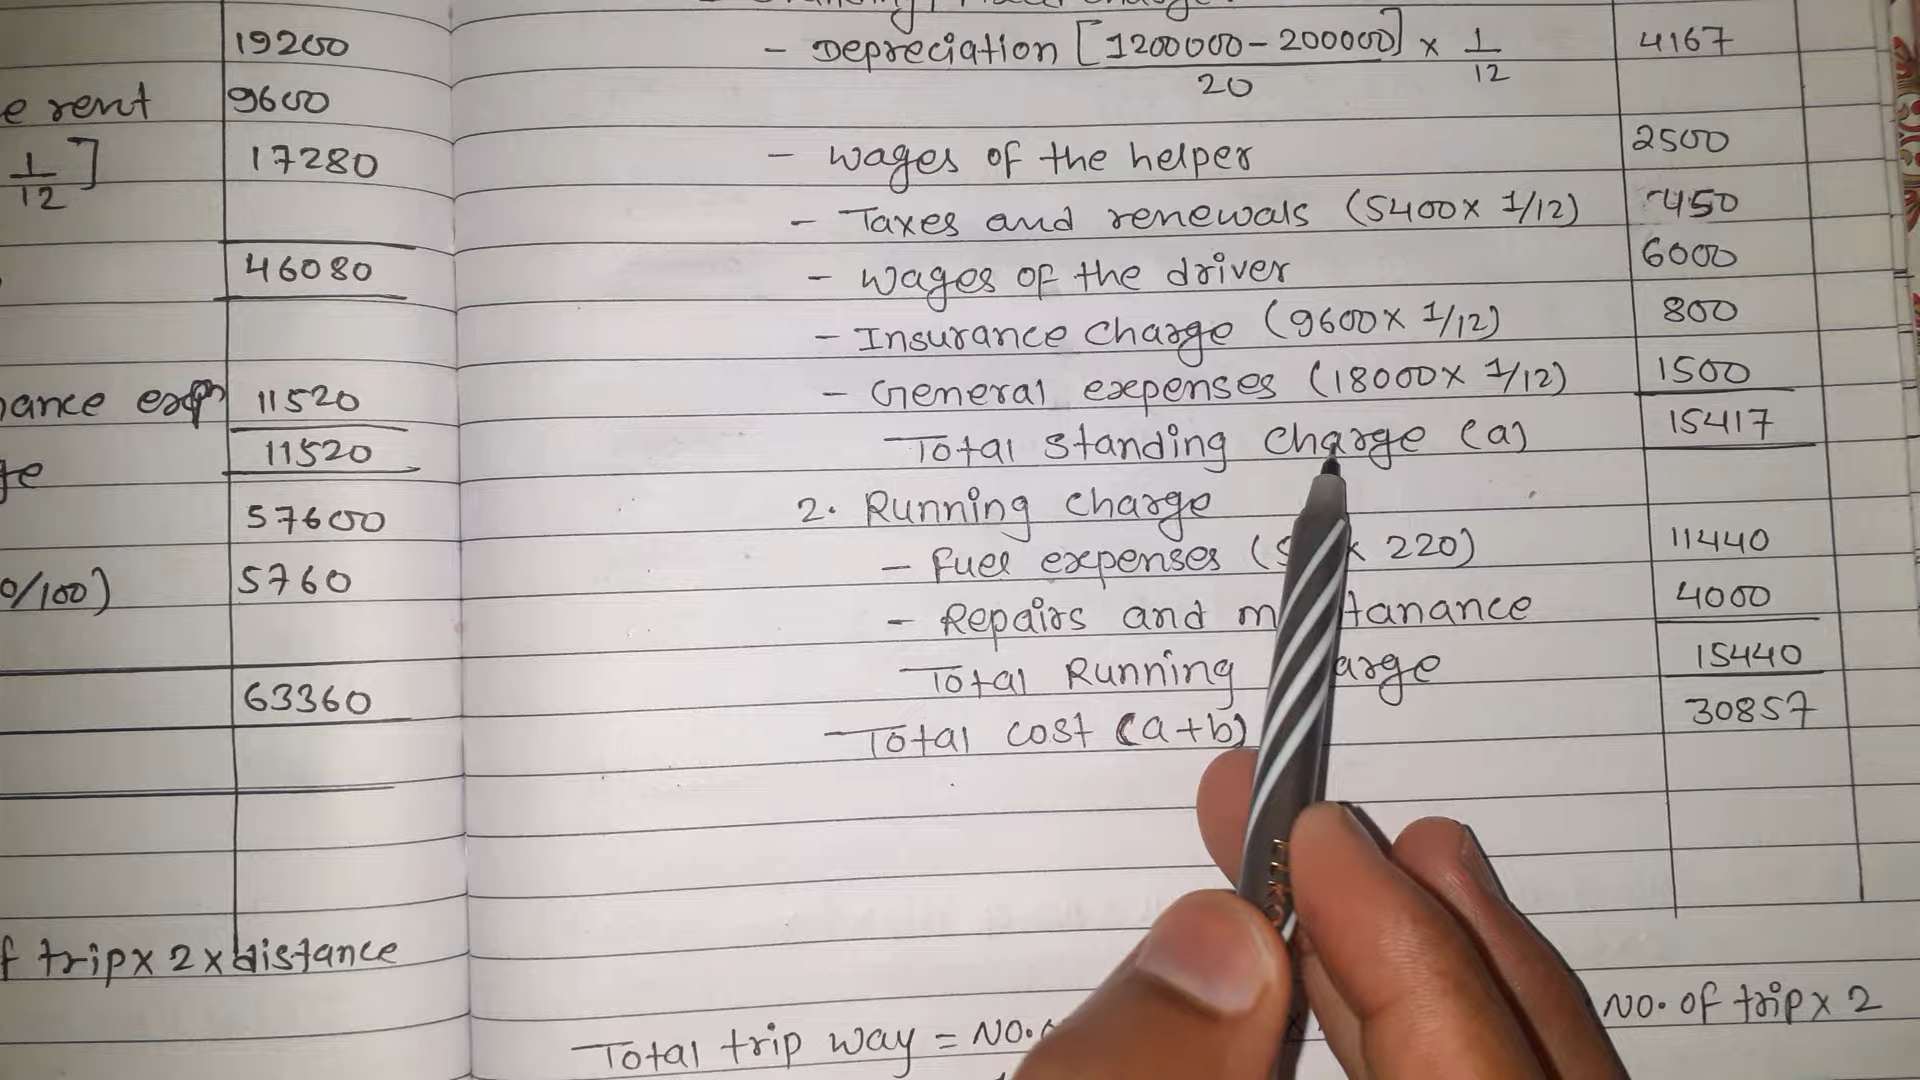 19200
9600
e rent
1/12]
17280
46080
nance exp
11520
ge
11520
57600
0/100)
5760
63360
f trip x 2 x distance
- Depreciation [1200000 - 200000]/20 x 1/12 4167
- Wages of the helper 2500
- Taxes and renewals (5400 x 1/12) 450
- Wages of the driver 6000
- Insurance charge (9600 x 1/12) 800
- General expenses (18000 x 1/12) 1500
Total standing charge (a) 15417
2. Running charge
- Fuel expenses ( x 220) 11440
- Repairs and m tanance 4000
Total Running arge 15440
Total cost (a+b) 30857
Total trip way = No. No. of trip x 2